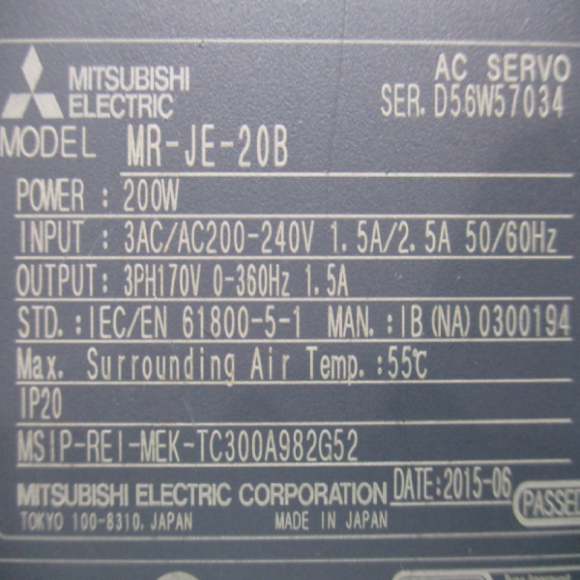 MITSUBISHI ELECTRIC
AC SERVO
SER. D56W57034
MODEL MR-JE-20B
POWER : 200W
INPUT : 3AC/AC200-240V 1.5A/2.5A 50/60Hz
OUTPUT: 3PH170V 0-360Hz 1.5A
STD. : IEC/EN 61800-5-1 MAN. : IB(NA)0300194
Max. Surrounding Air Temp. : 55℃
IP20
MSIP-REI-MEK-TC300A982G52
MITSUBISHI ELECTRIC CORPORATION DATE: 2015-06
TOKYO 100-8310, JAPAN MADE IN JAPAN
PASSED